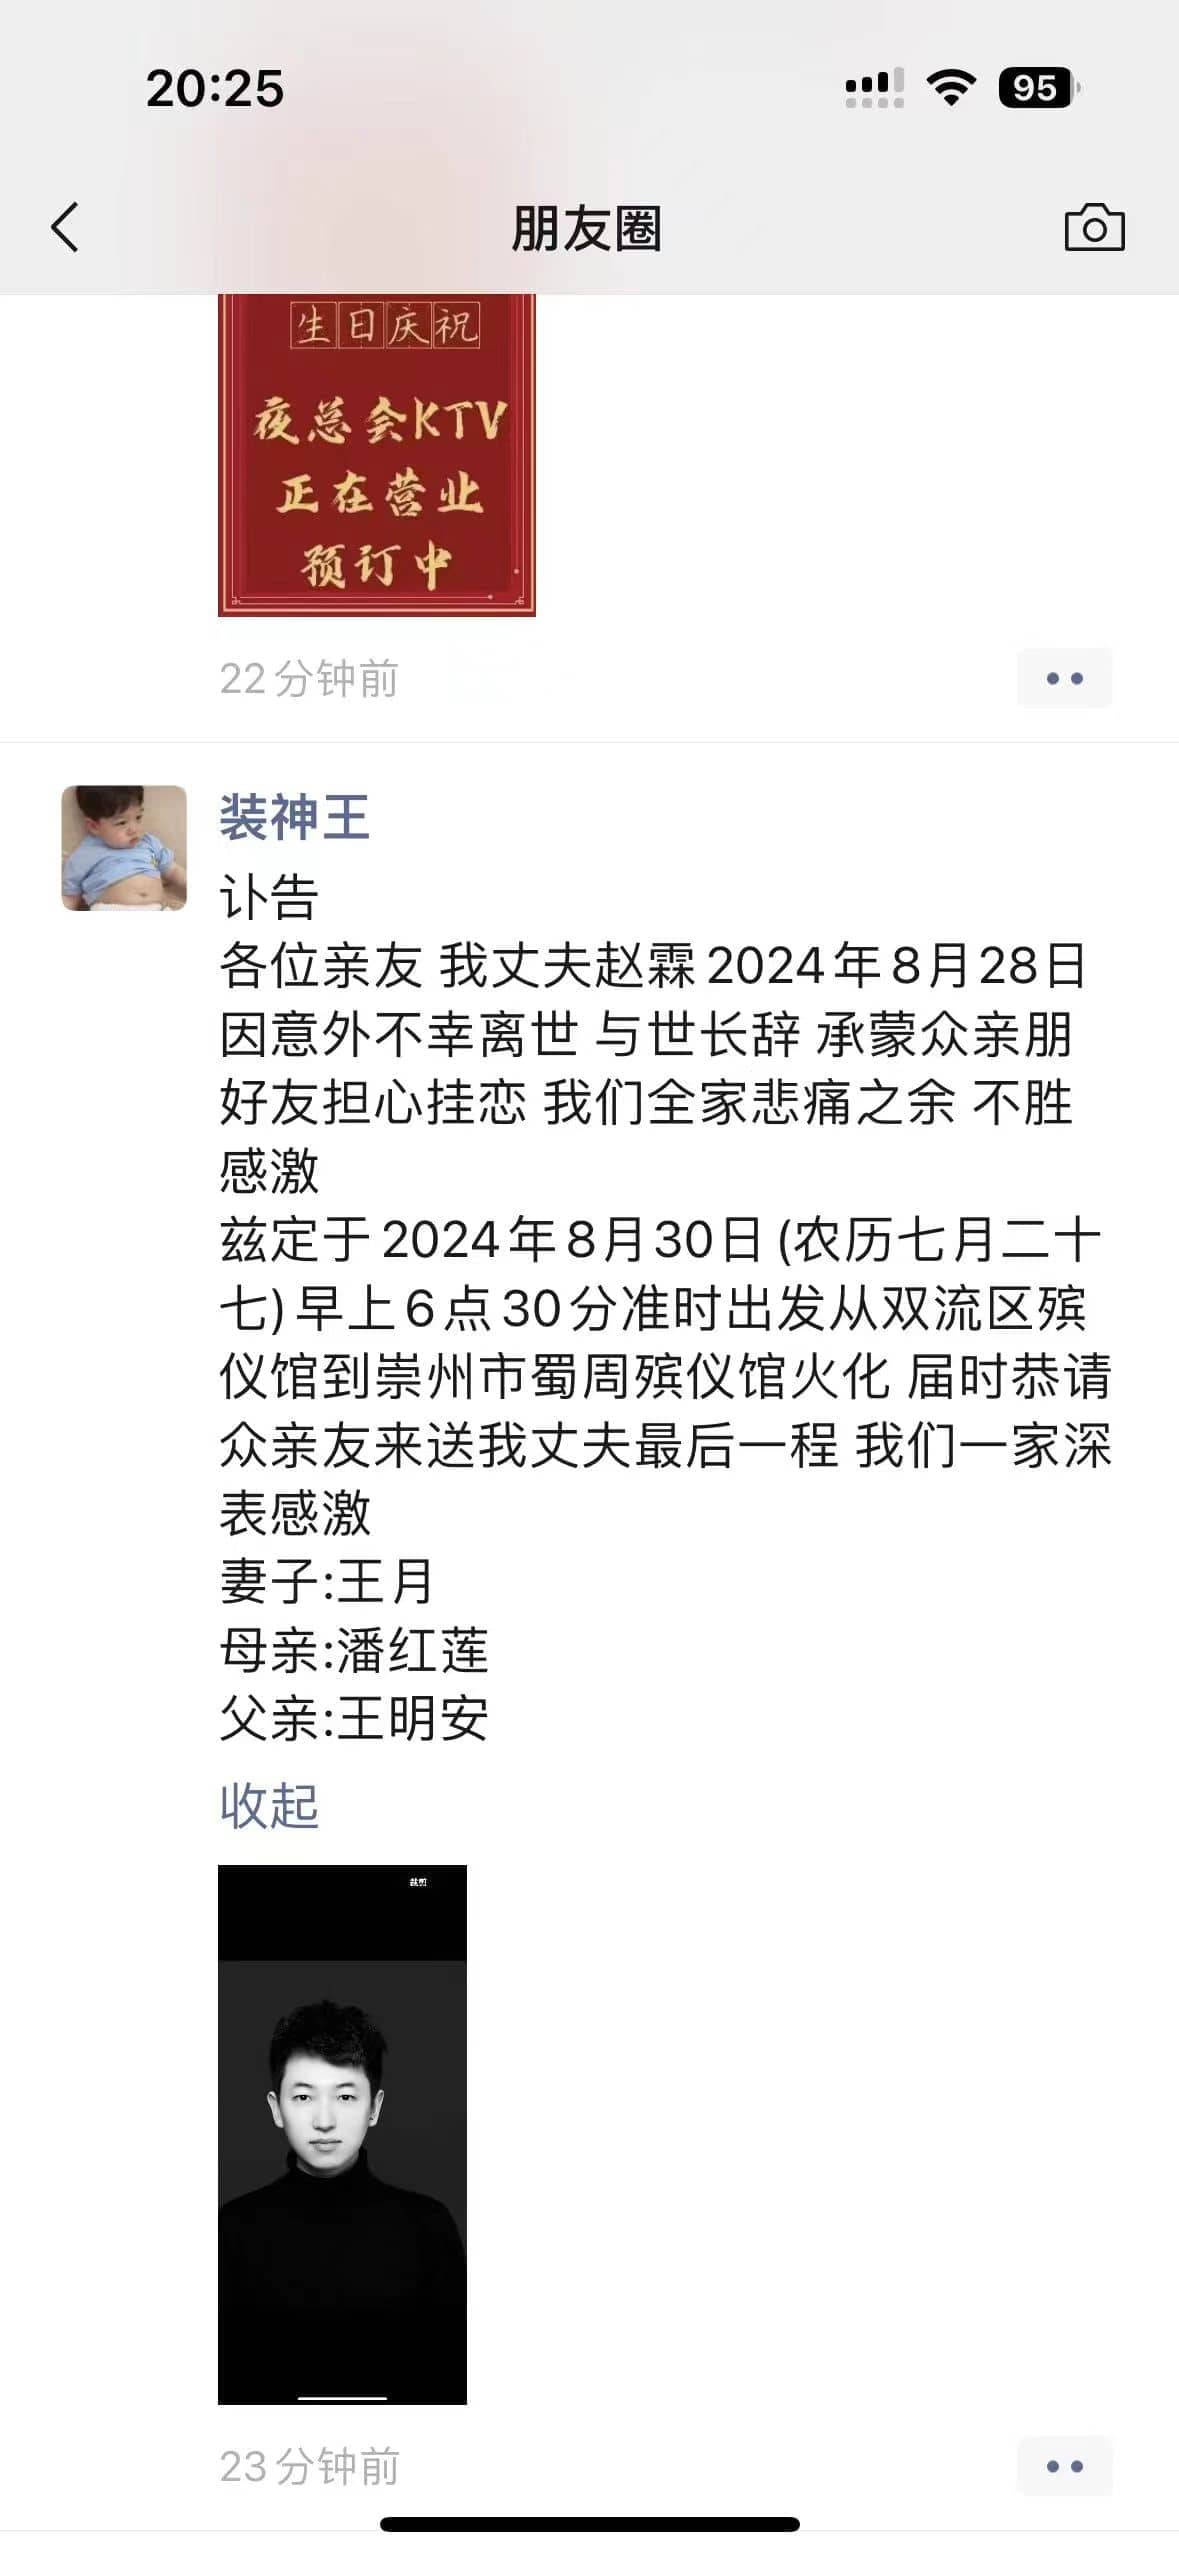 20:25
95
朋友圈
生日庆祝
夜总会KTV
正在营业
预订中
22分钟前
装神王
讣告
各位亲友 我丈夫赵霖2024年8月28日
因意外不幸离世 与世长辞 承蒙众亲朋
好友担心挂恋 我们全家悲痛之余 不胜
感激
兹定于2024年8月30日(农历七月二十
七)早上6点30分准时出发从双流区殡
仪馆到崇州市蜀周殡仪馆火化 届时恭请
众亲友来送我丈夫最后一程 我们一家深
表感激
妻子:王月
母亲:潘红莲
父亲:王明安
收起
裁剪
23分钟前